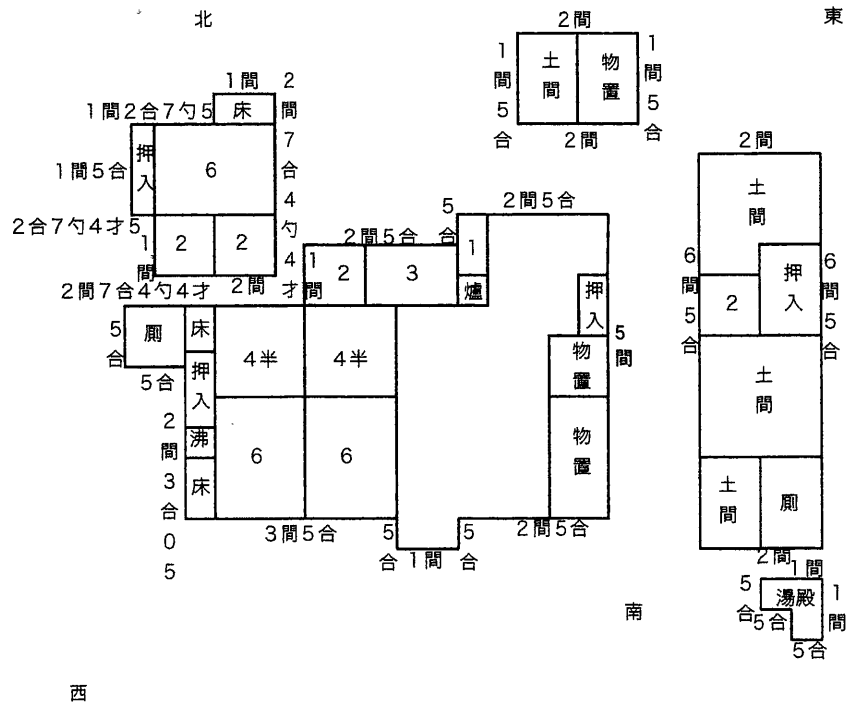 北
東
2間
1間5合
土間
物置
1間5合
2間
1間
2間7合4勺4才
1間2合7勺5
床
押入
1間5合
6
2合7勺4才5
1間
2
2
2間
2間7合4勺4才
2間5合
5合
2間5合
1
1間
2
3
爐
押入
5間
5合
厠
5合
床
4半
4半
物置
押入
沸
床
2間3合05
6
6
物置
3間5合
5合
1間
5合
2間5合
2間
土間
6間5合
2
押入
6間5合
土間
土間
厠
2間
1間
5合
湯殿
1間
5合
5合
南
西